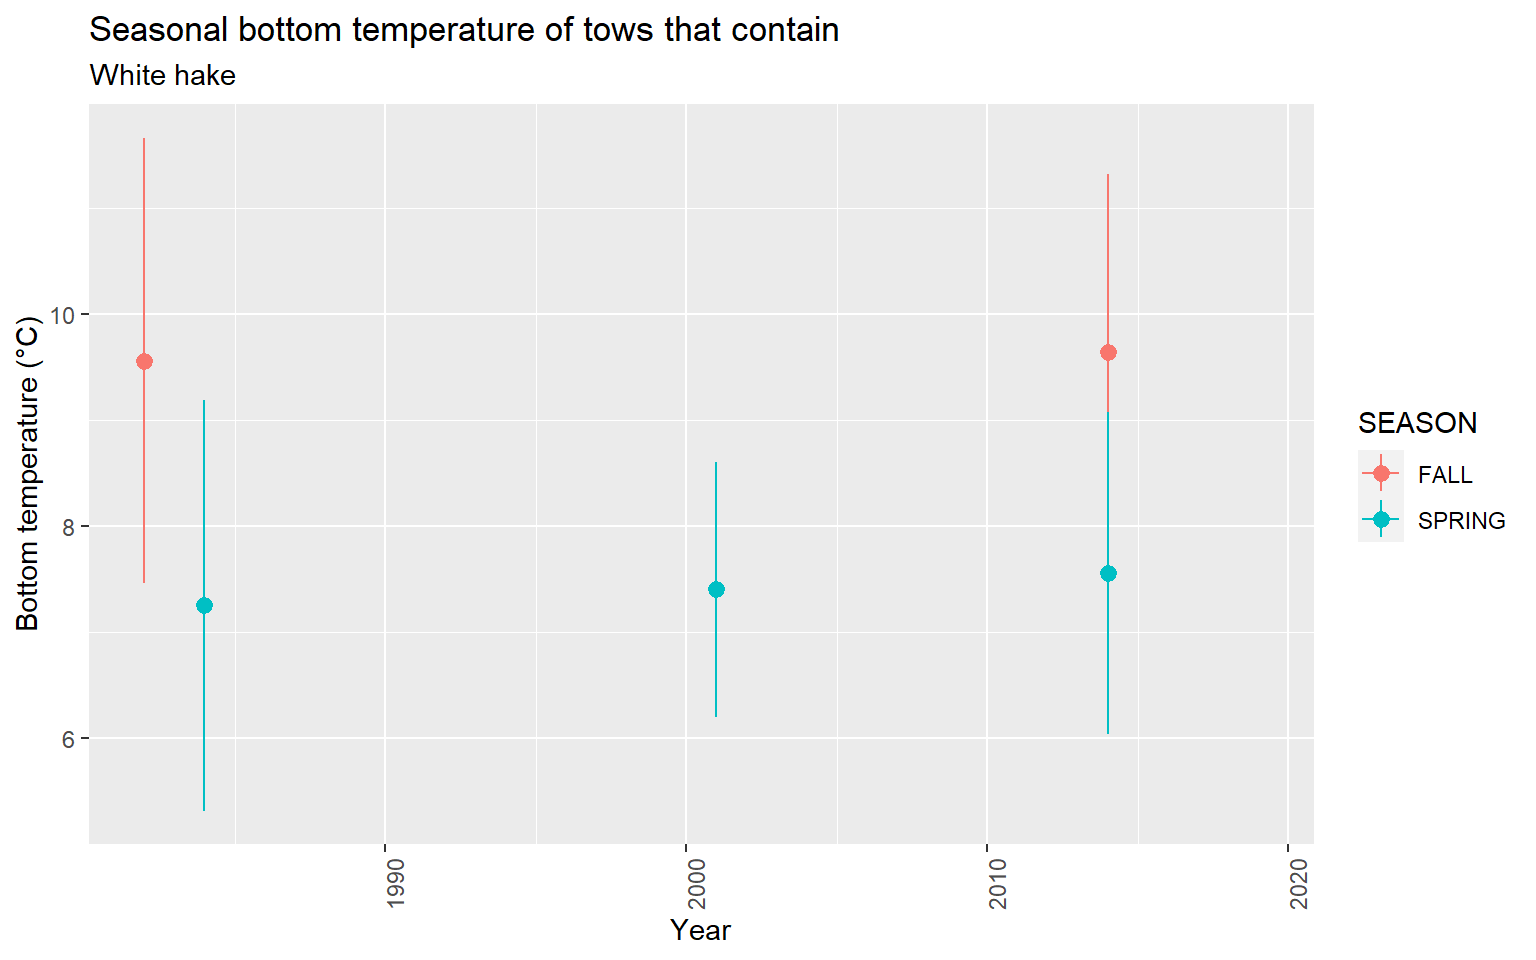 Seasonal bottom temperature of tows that contain
White hake
Bottom temperature (°C)
10
8
6
1990
2000
2010
2020
Year
SEASON
FALL
SPRING